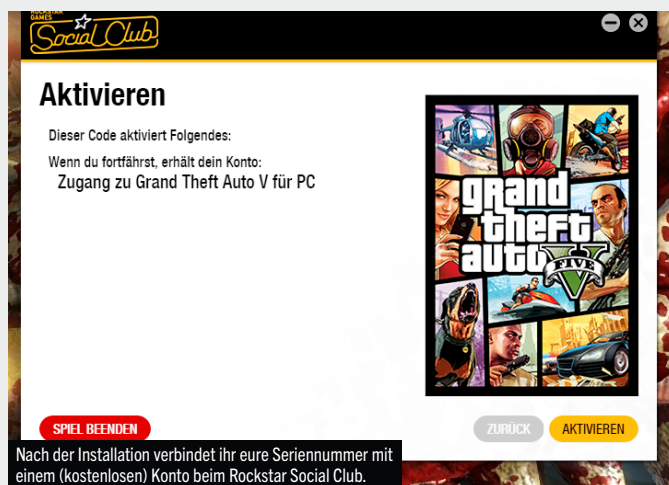 ROCKSTAR
GAMES
Social Club
Aktivieren
Dieser Code aktiviert Folgendes:
Wenn du fortfährst, erhält dein Konto:
Zugang zu Grand Theft Auto V für PC
grand
theft
auto
V
FIVE
SPIEL BEENDEN
ZURÜCK
AKTIVIEREN
Nach der Installation verbindet ihr eure Seriennummer mit
einem (kostenlosen) Konto beim Rockstar Social Club.